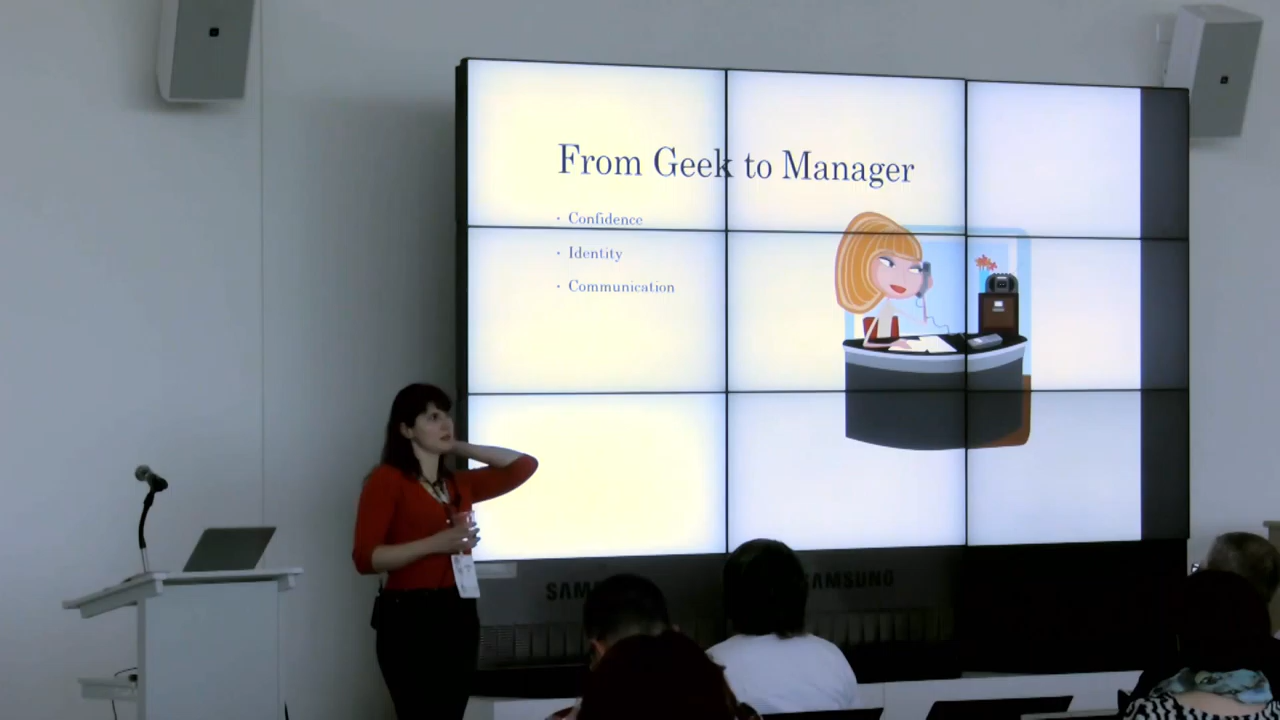 From Geek to Manager
· Confidence
· Identity
· Communication
SAMSUNG